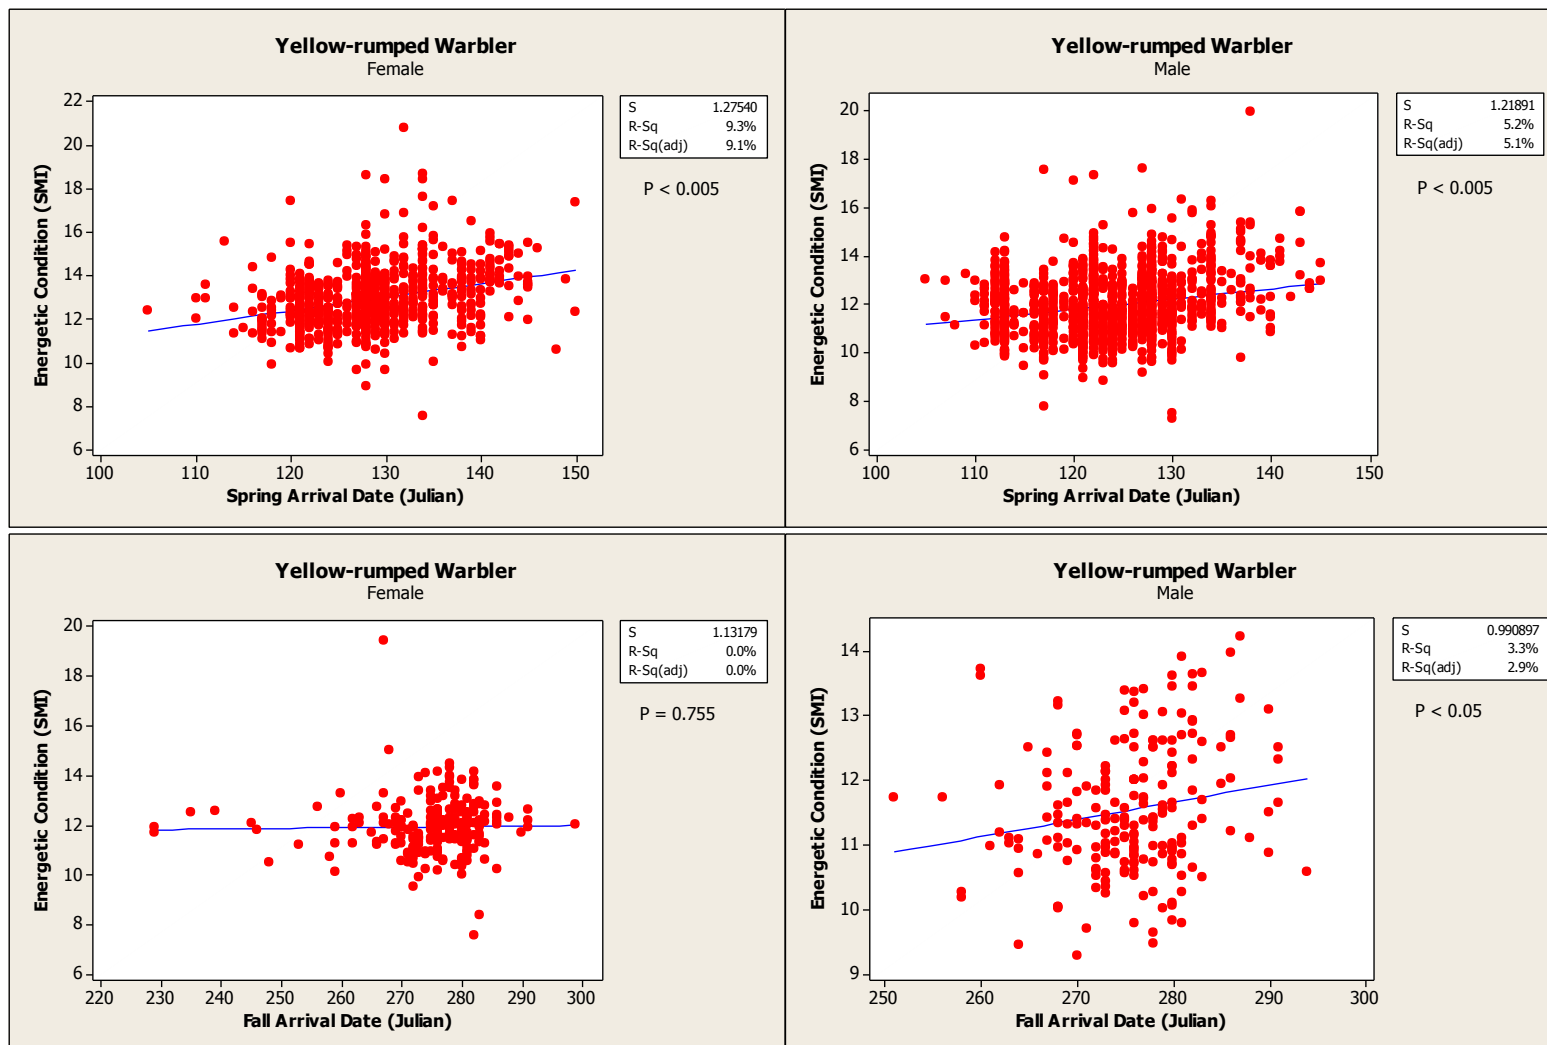 Yellow-rumped Warbler
Female
22
20
18
16
14
12
10
8
6
Energetic Condition (SMI)
100 110 120 130 140 150
Spring Arrival Date (Julian)
S 1.27540
R-Sq 9.3%
R-Sq(adj) 9.1%
P < 0.005
Yellow-rumped Warbler
Male
20
18
16
14
12
10
8
6
Energetic Condition (SMI)
100 110 120 130 140 150
Spring Arrival Date (Julian)
S 1.21891
R-Sq 5.2%
R-Sq(adj) 5.1%
P < 0.005
Yellow-rumped Warbler
Female
20
18
16
14
12
10
8
6
Energetic Condition (SMI)
220 230 240 250 260 270 280 290 300
Fall Arrival Date (Julian)
S 1.13179
R-Sq 0.0%
R-Sq(adj) 0.0%
P = 0.755
Yellow-rumped Warbler
Male
14
13
12
11
10
9
Energetic Condition (SMI)
250 260 270 280 290 300
Fall Arrival Date (Julian)
S 0.990897
R-Sq 3.3%
R-Sq(adj) 2.9%
P < 0.05